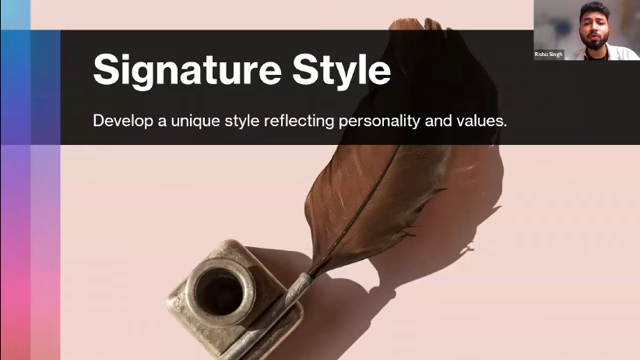 Signature Style
Develop a unique style reflecting personality and values.
Rishu Singh